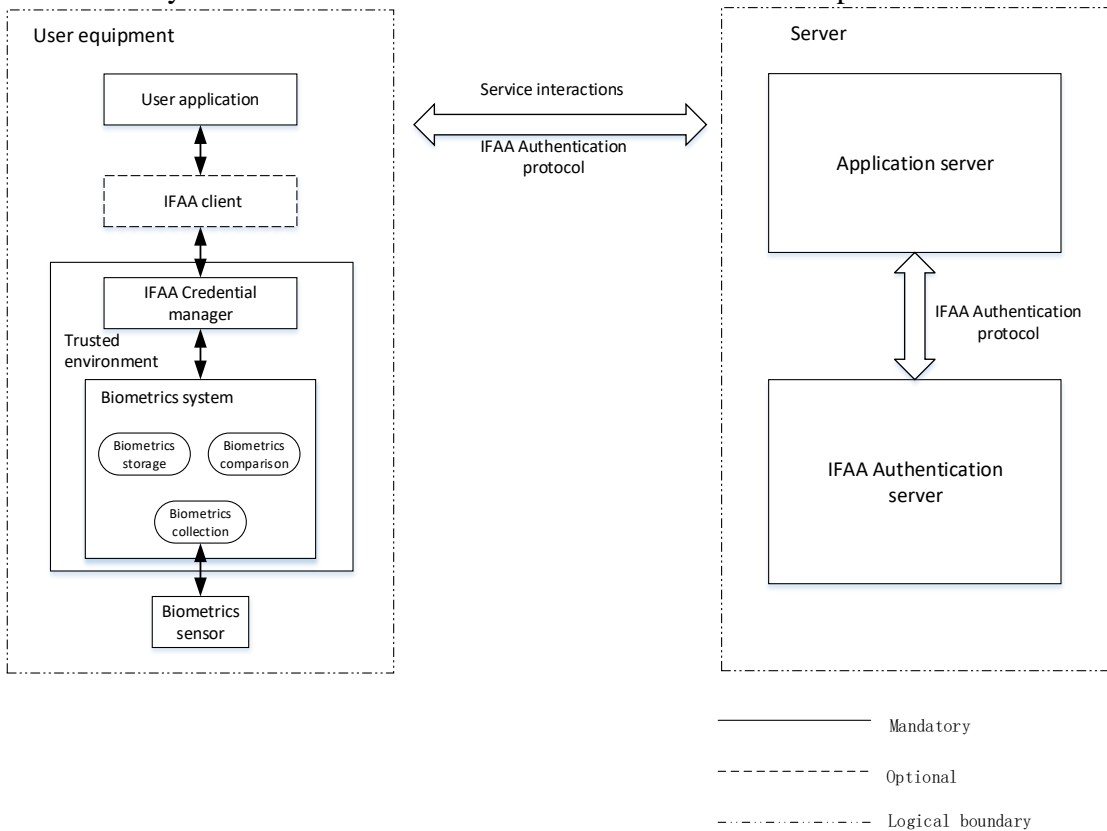 User equipment
User application
IFAA client
IFAA Credential
manager
Trusted
environment
Biometrics system
Biometrics
storage
Biometrics
comparison
Biometrics
collection
Biometrics
sensor
Service interactions
IFAA Authentication
protocol
Server
Application server
IFAA Authentication
protocol
IFAA Authentication
server
Mandatory
Optional
Logical boundary